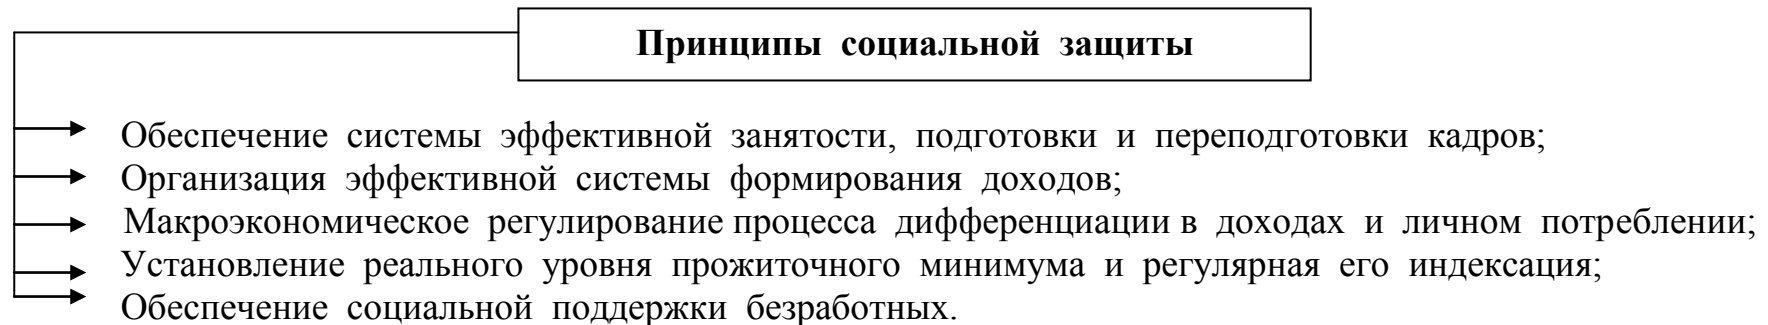 Принципы социальной защиты
Обеспечение системы эффективной занятости, подготовки и переподготовки кадров;
Организация эффективной системы формирования доходов;
Макроэкономическое регулирование процесса дифференциации в доходах и личном потреблении;
Установление реального уровня прожиточного минимума и регулярная его индексация;
Обеспечение социальной поддержки безработных.